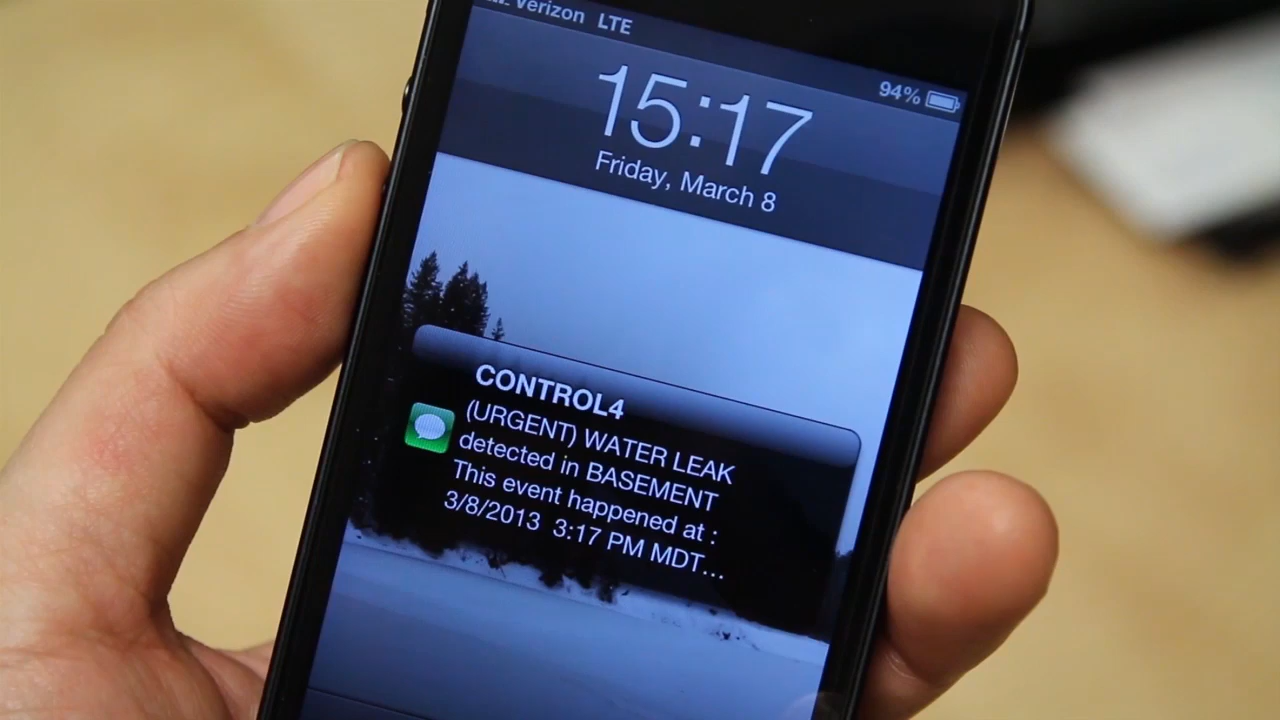 Verizon LTE
94%
15:17
Friday, March 8
CONTROL4
(URGENT) WATER LEAK
detected in BASEMENT
This event happened at :
3/8/2013 3:17 PM MDT...